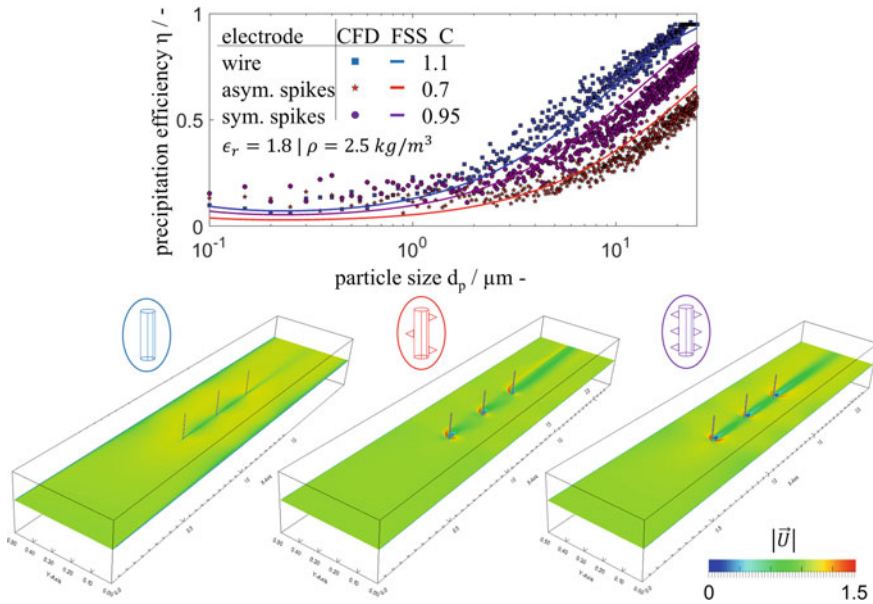 precipitation efficiency η / -
1
0.5
0
electrode CFD FSS C
wire 1.1
asym. spikes 0.7
sym. spikes 0.95
ϵr = 1.8 | ρ = 2.5 kg/m³
10⁻¹ 10⁰ 10¹
particle size dp / µm -
|U⃗|
0 1.5